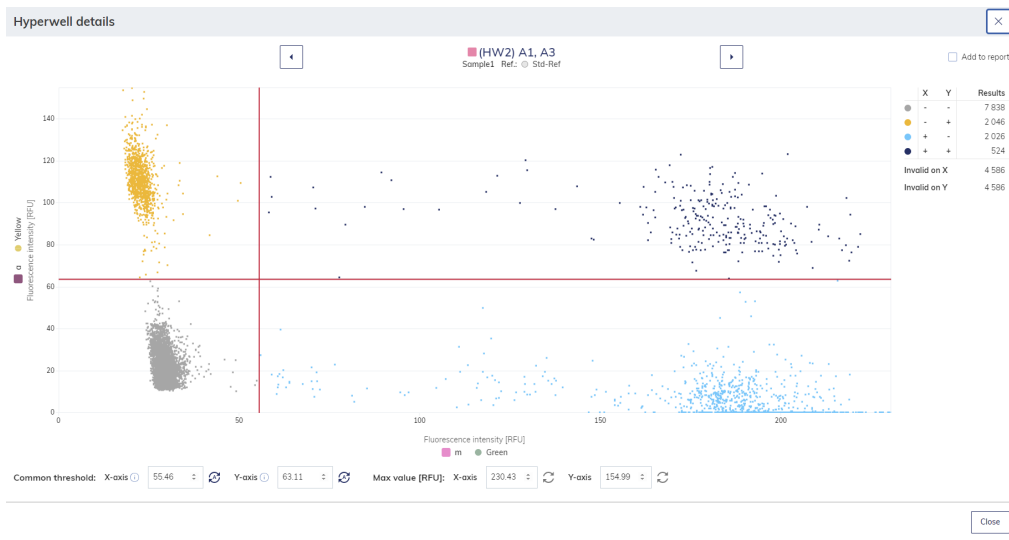 Hyperwell details
(HW2) A1, A3
Sample1 Ref.: Std-Ref
Add to report
X Y Results
- - 7 838
- + 2 046
+ - 2 026
+ + 524
Invalid on X 4 586
Invalid on Y 4 586
140
120
100
80
60
40
20
0
Fluorescence intensity [RFU]
a Yellow
0 50 100 150 200
Fluorescence intensity [RFU]
m Green
Common threshold: X-axis 55.46 Y-axis 63.11 Max value [RFU]: X-axis 230.43 Y-axis 154.99
Close